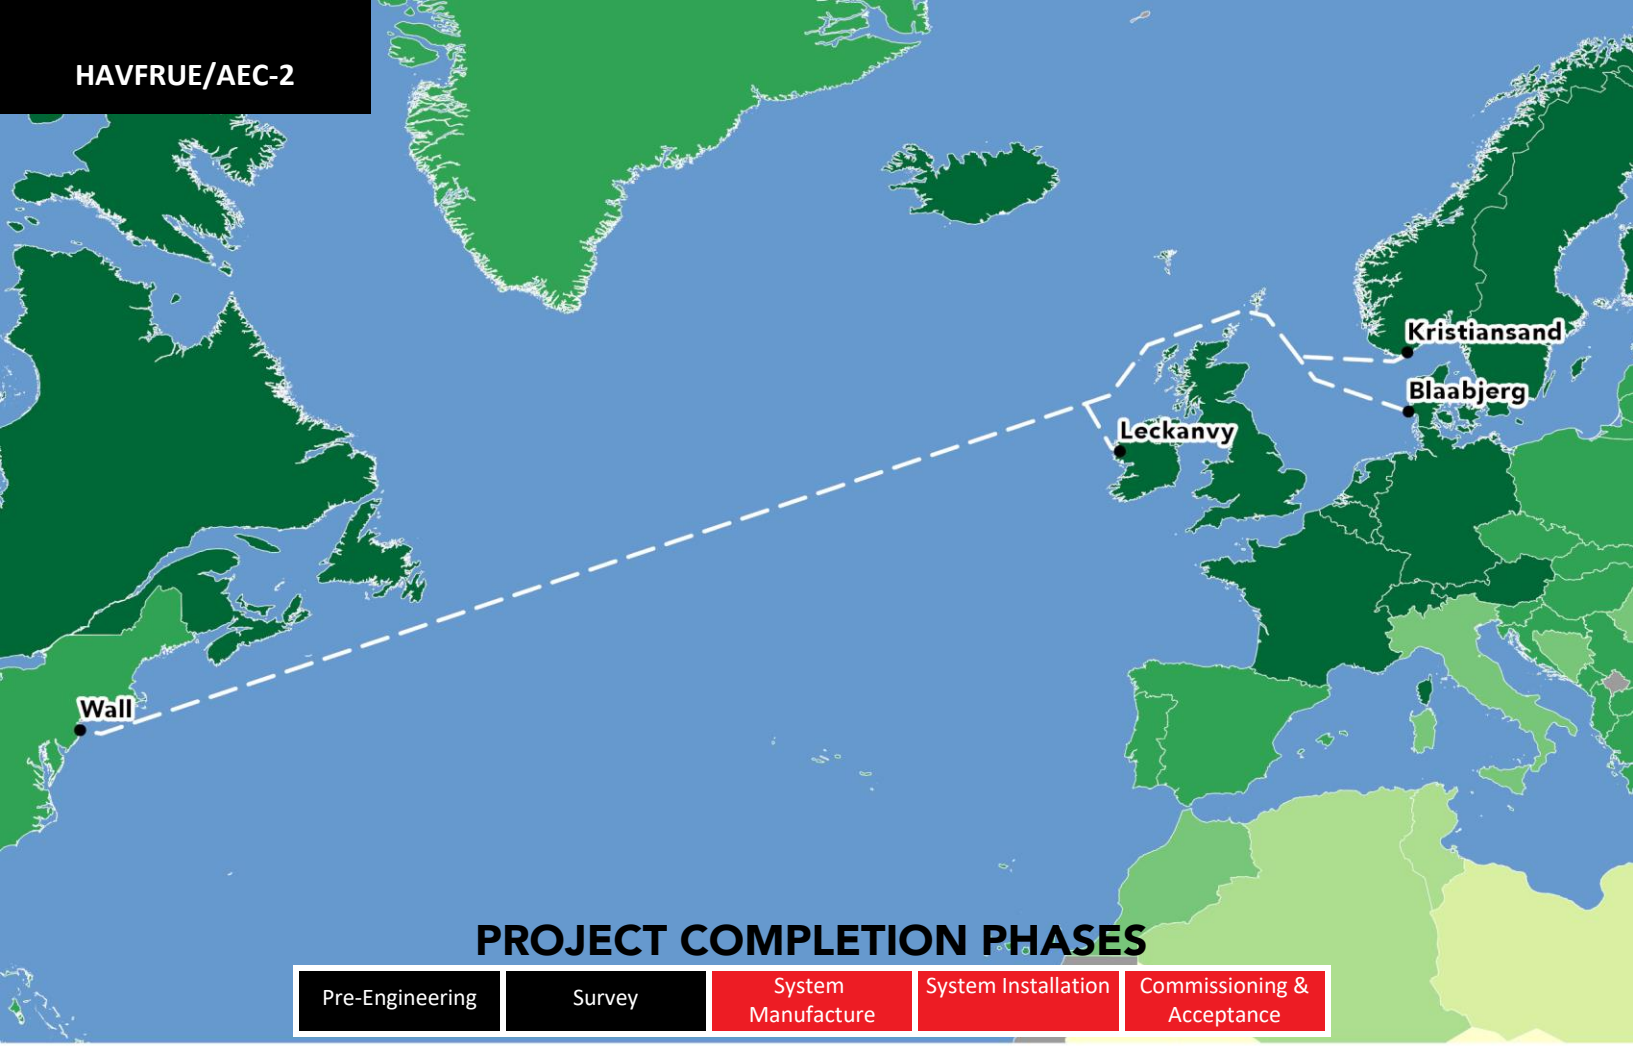 HAVFRUE/AEC-2
Kristiansand
Blaabjerg
Leckanvy
Wall
PROJECT COMPLETION PHASES
Pre-Engineering
Survey
System
Manufacture
System Installation
Commissioning &
Acceptance